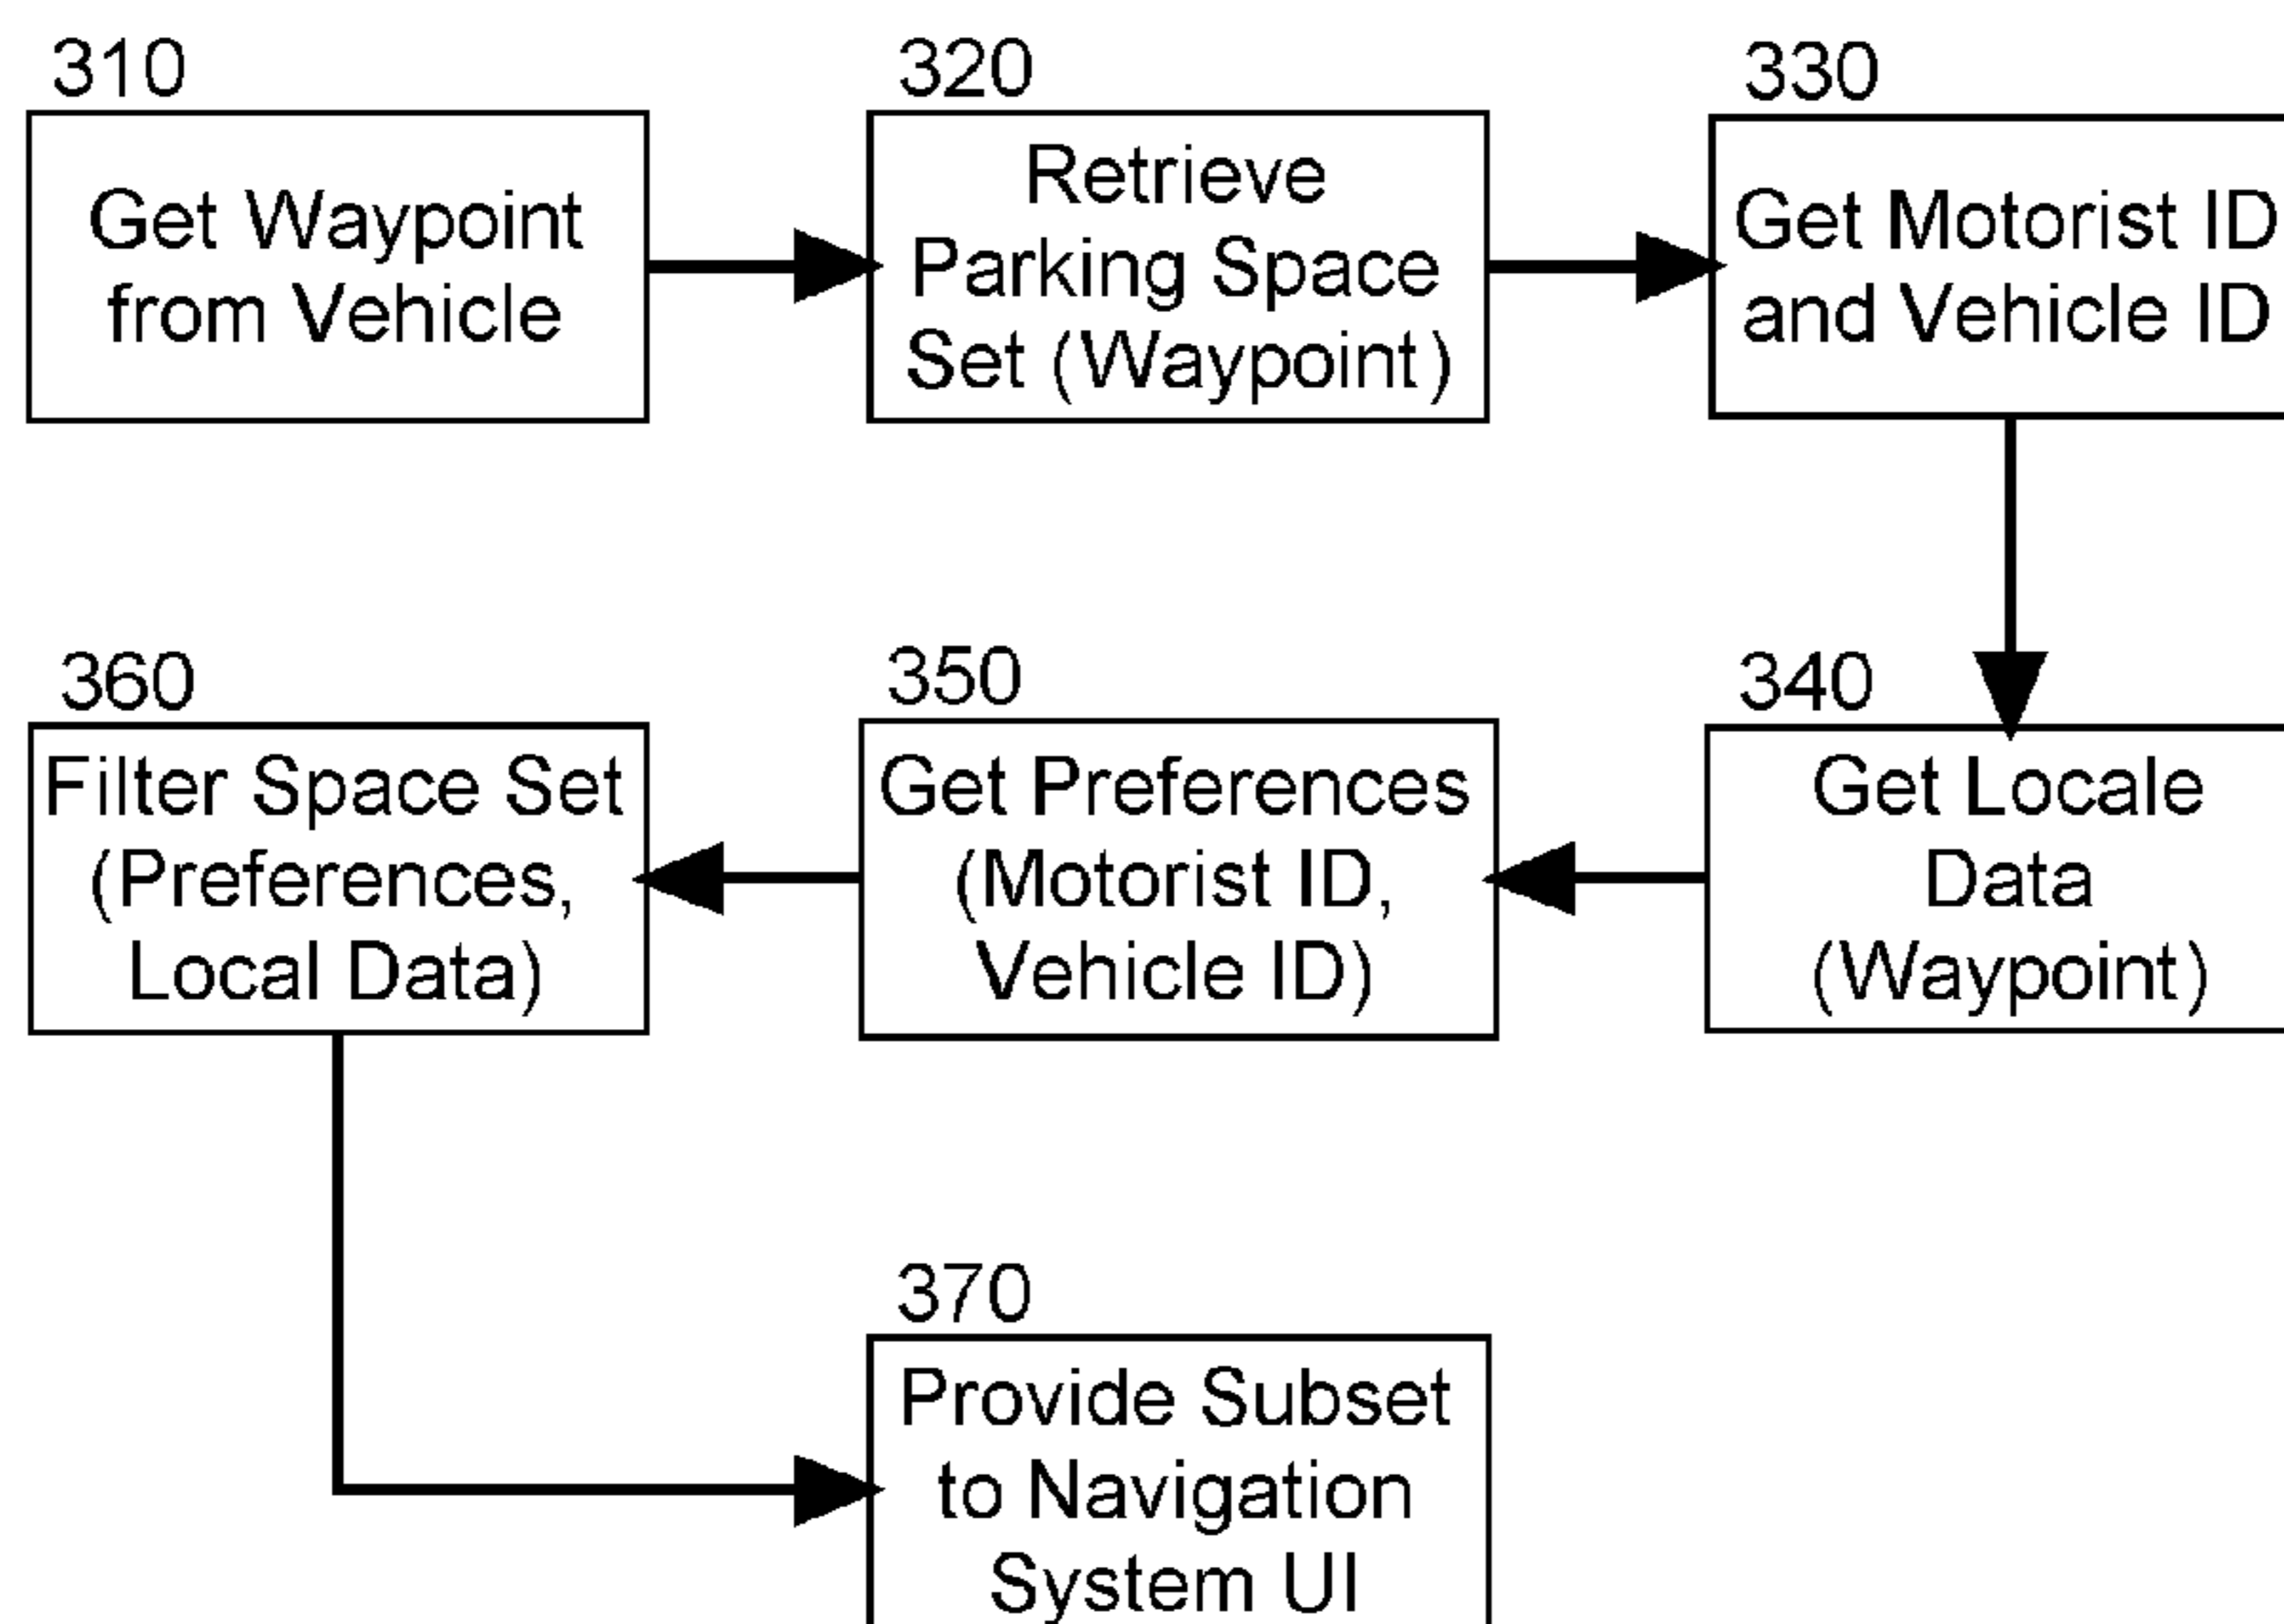 310
Get Waypoint
from Vehicle
320
Retrieve
Parking Space
Set (Waypoint)
330
Get Motorist ID
and Vehicle ID
340
Get Locale
Data
(Waypoint)
350
Get Preferences
(Motorist ID,
Vehicle ID)
360
Filter Space Set
(Preferences,
Local Data)
370
Provide Subset
to Navigation
System UI